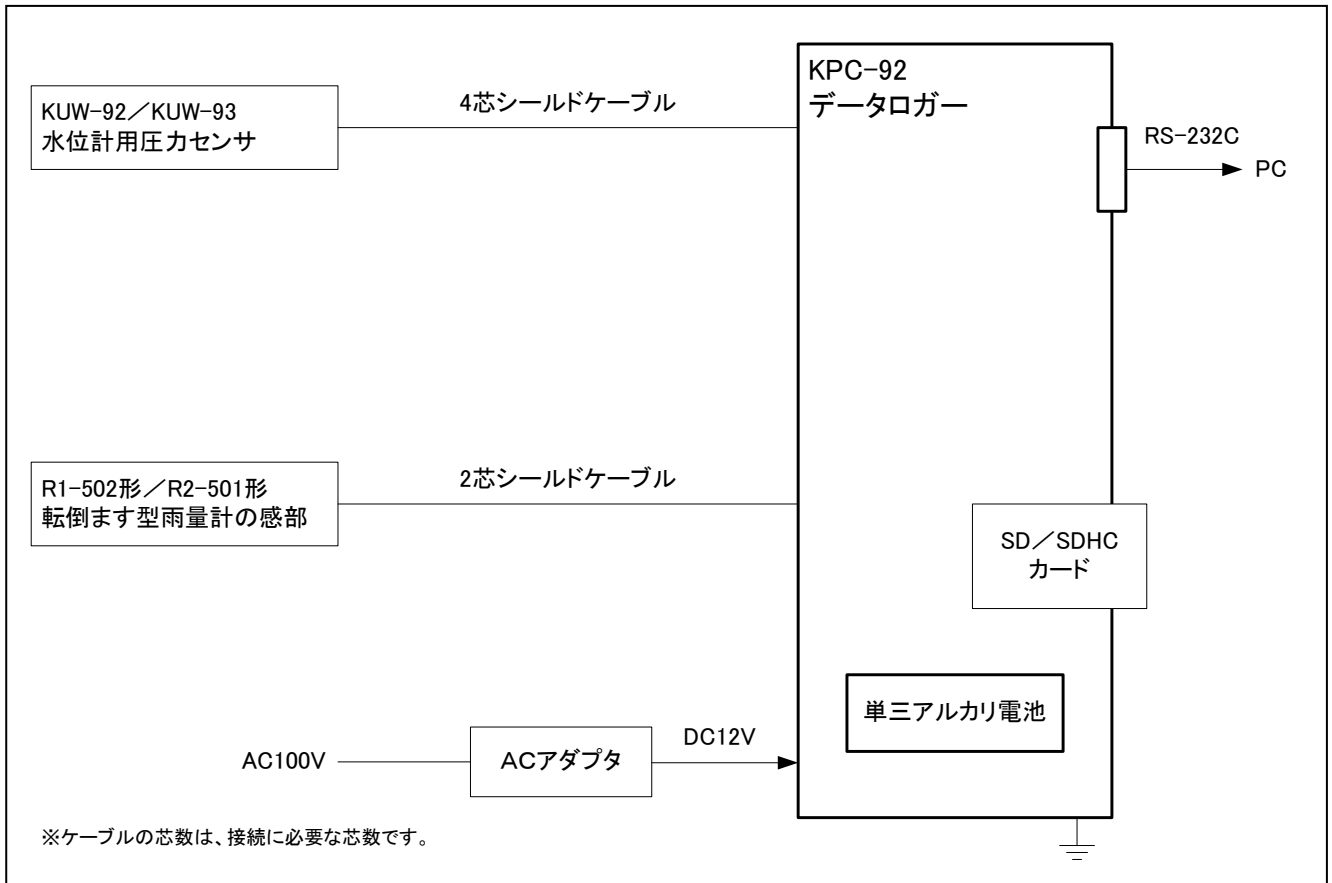 KPC-92
データロガー
KUW-92／KUW-93
水位計用圧力センサ
4芯シールドケーブル
RS-232C
PC
R1-502形／R2-501形
転倒ます型雨量計の感部
2芯シールドケーブル
SD／SDHC
カード
単三アルカリ電池
AC100V
ACアダプタ
DC12V
※ケーブルの芯数は、接続に必要な芯数です。